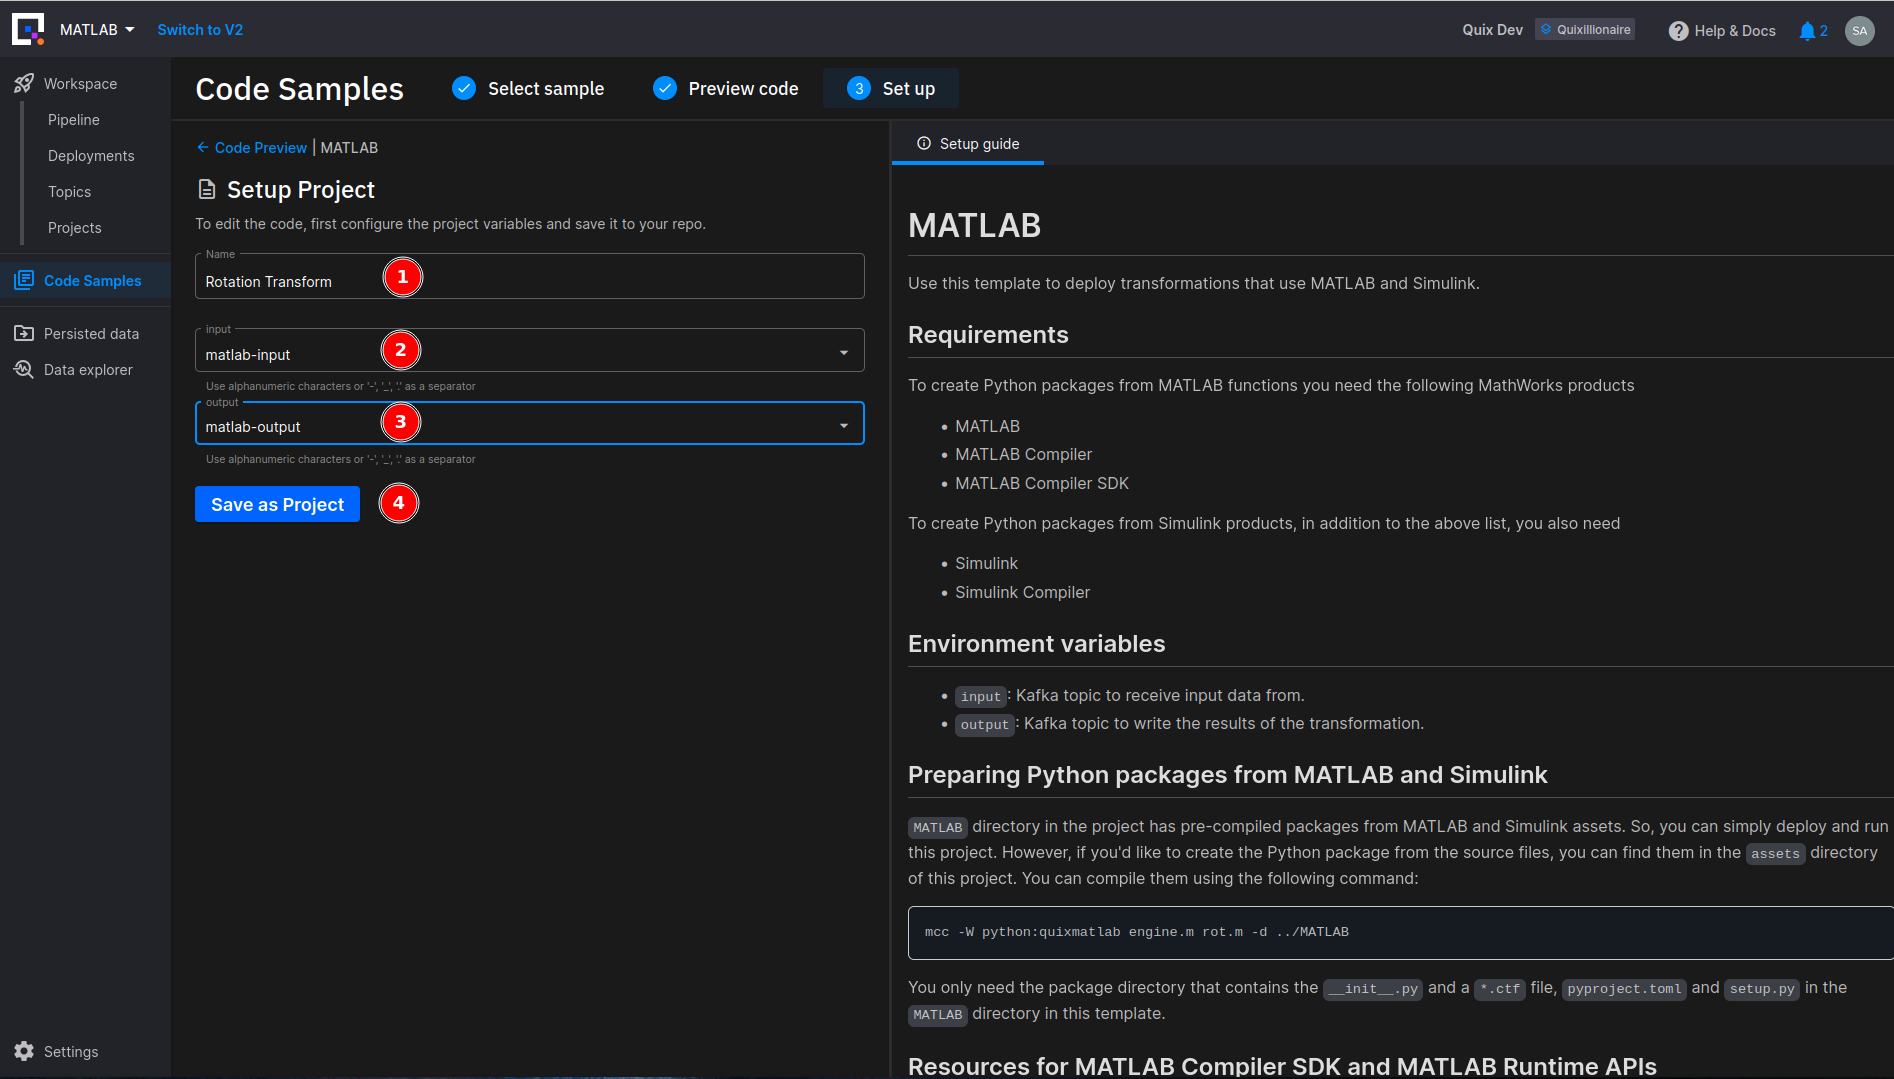 MATLAB
Switch to V2
Quix Dev
Quixillionaire
Help & Docs
2
SA
Workspace
Pipeline
Deployments
Topics
Projects
Code Samples
Persisted data
Data explorer
Settings
Code Samples
Select sample
Preview code
3
Set up
Code Preview | MATLAB
Setup Project
To edit the code, first configure the project variables and save it to your repo.
Name
Rotation Transform
1
input
matlab-input
2
Use alphanumeric characters or '-', '_', '.' as a separator
output
matlab-output
3
Use alphanumeric characters or '-', '_', '.' as a separator
Save as Project
4
Setup guide
MATLAB
Use this template to deploy transformations that use MATLAB and Simulink.
Requirements
To create Python packages from MATLAB functions you need the following MathWorks products
• MATLAB
• MATLAB Compiler
• MATLAB Compiler SDK
To create Python packages from Simulink products, in addition to the above list, you also need
• Simulink
• Simulink Compiler
Environment variables
• input: Kafka topic to receive input data from.
• output: Kafka topic to write the results of the transformation.
Preparing Python packages from MATLAB and Simulink
MATLAB directory in the project has pre-compiled packages from MATLAB and Simulink assets. So, you can simply deploy and run
this project. However, if you'd like to create the Python package from the source files, you can find them in the assets directory
of this project. You can compile them using the following command:
mcc -W python:quixmatlab engine.m rot.m -d ../MATLAB
You only need the package directory that contains the __init__.py and a *.ctf file, pyproject.toml and setup.py in the
MATLAB directory in this template.
Resources for MATLAB Compiler SDK and MATLAB Runtime APIs